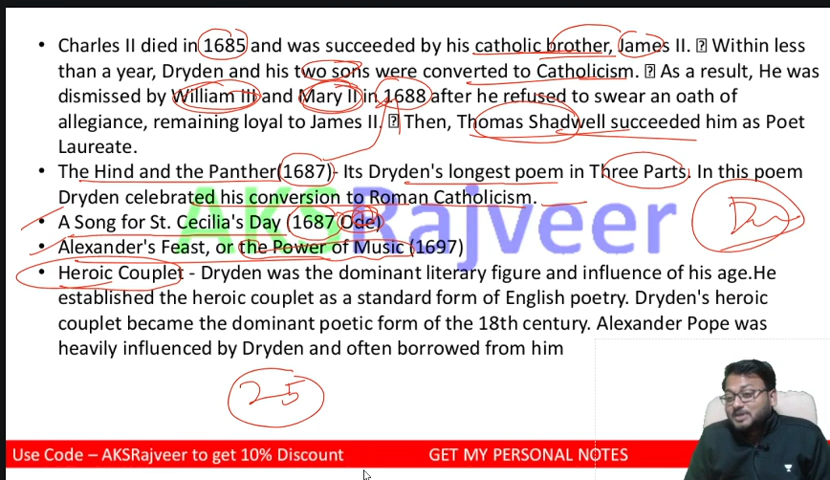 • Charles II died in 1685 and was succeeded by his catholic brother, James II. ⍰ Within less
than a year, Dryden and his two sons were converted to Catholicism. ⍰ As a result, He was
dismissed by William III and Mary II in 1688 after he refused to swear an oath of
allegiance, remaining loyal to James II. ⍰ Then, Thomas Shadwell succeeded him as Poet
Laureate.
• The Hind and the Panther(1687)- Its Dryden's longest poem in Three Parts. In this poem
Dryden celebrated his conversion to Roman Catholicism.
AKSRajveer
• A Song for St. Cecilia's Day (1687 Ode)
• Alexander's Feast, or the Power of Music (1697)
• Heroic Couplet - Dryden was the dominant literary figure and influence of his age.He
established the heroic couplet as a standard form of English poetry. Dryden's heroic
couplet became the dominant poetic form of the 18th century. Alexander Pope was
heavily influenced by Dryden and often borrowed from him
25
Use Code – AKSRajveer to get 10% Discount GET MY PERSONAL NOTES